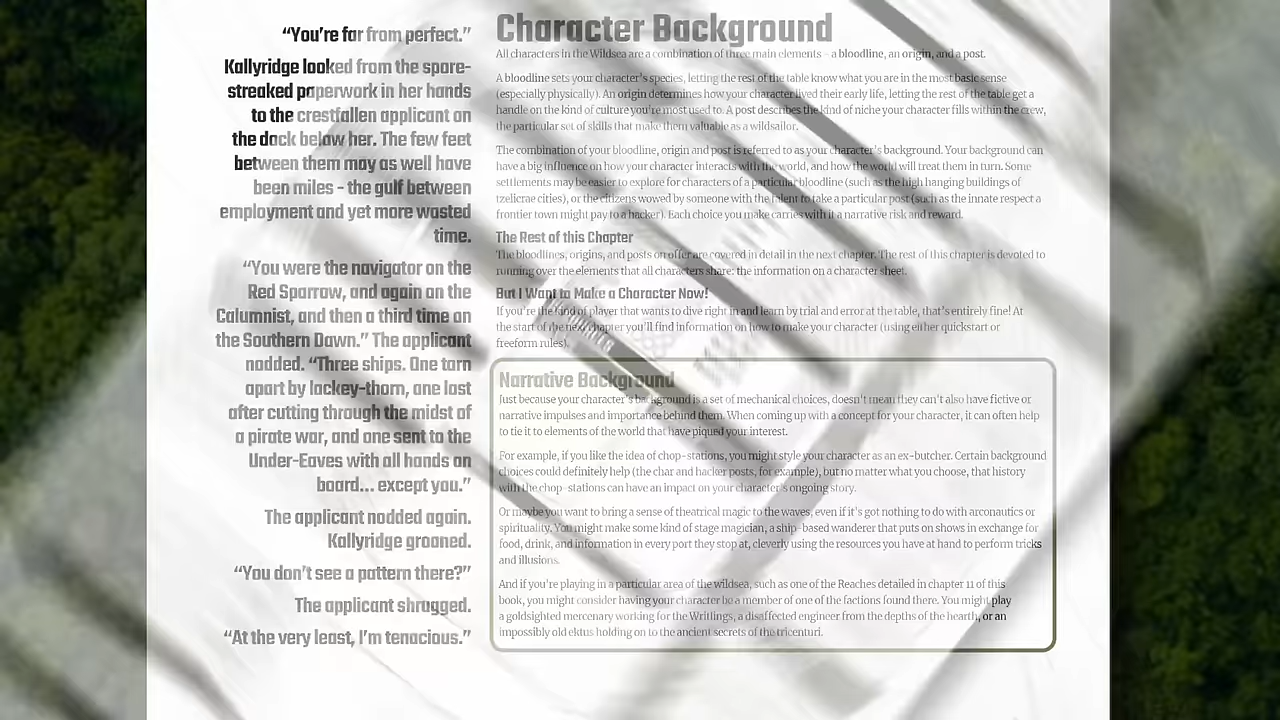 “You’re far from perfect.”
Kallyridge looked from the spore-
streaked paperwork in her hands
to the crestfallen applicant on
the dock below her. The few feet
between them may as well have
been miles - the gulf between
employment and yet more wasted
time.
“You were the navigator on the
Red Sparrow, and again on the
Calumnist, and then a third time on
the Southern Dawn.” The applicant
nodded. “Three ships. One torn
apart by lackey-thorn, one lost
after cutting through the midst of
a pirate war, and one sent to the
Under-Eaves with all hands on
board... except you.”
The applicant nodded again.
Kallyridge groaned.
“You don’t see a pattern there?”
The applicant shrugged.
“At the very least, I’m tenacious.”
Character Background
All characters in the Wildsea are a combination of three main elements - a bloodline, an origin, and a post.
A bloodline sets your character’s species, letting the rest of the table know what you are in the most basic sense
(especially physically). An origin determines how your character lived their early life, letting the rest of the table get a
handle on the kind of culture you’re most used to. A post describes the kind of niche your character fills within the crew,
the particular set of skills that make them valuable as a wildsailor.
The combination of your bloodline, origin and post is referred to as your character’s background. Your background can
have a big influence on how your character interacts with the world, and how the world will treat them in turn. Some
settlements may be easier to explore for characters of a particular bloodline (such as the high hanging buildings of
tzelicrae cities), or the citizens wowed by someone with the talent to take a particular post (such as the innate respect a
frontier town might pay to a hacker). Each choice you make carries with it a narrative risk and reward.
The Rest of this Chapter
The bloodlines, origins, and posts on offer are covered in detail in the next chapter. The rest of this chapter is devoted to
running over the elements that all characters share: the information on a character sheet.
But I Want to Make a Character Now!
If you’re the kind of player that wants to dive right in and learn by trial and error at the table, that’s entirely fine! At
the start of the next chapter you’ll find information on how to make your character (using either quickstart or
freeform rules).
Narrative Background
Just because your character’s background is a set of mechanical choices, doesn’t mean they can’t also have fictive or
narrative impulses and importance behind them. When coming up with a concept for your character, it can often help
to tie it to elements of the world that have piqued your interest.
For example, if you like the idea of chop-stations, you might style your character as an ex-butcher. Certain background
choices could definitely help (the char and hacker posts, for example), but no matter what you choose, that history
with the chop-stations can have an impact on your character’s ongoing story.
Or maybe you want to bring a sense of theatrical magic to the waves, even if it’s got nothing to do with arconautics or
spirituality. You might make some kind of stage magician, a ship-based wanderer that puts on shows in exchange for
food, drink, and information in every port they stop at, cleverly using the resources you have at hand to perform tricks
and illusions.
And if you’re playing in a particular area of the wildsea, such as one of the Reaches detailed in chapter 11 of this
book, you might consider having your character be a member of one of the factions found there. You might play
a goldsighted mercenary working for the Writlings, a disaffected engineer from the depths of the hearth, or an
impossibly old ektus holding on to the ancient secrets of the tricenturi.